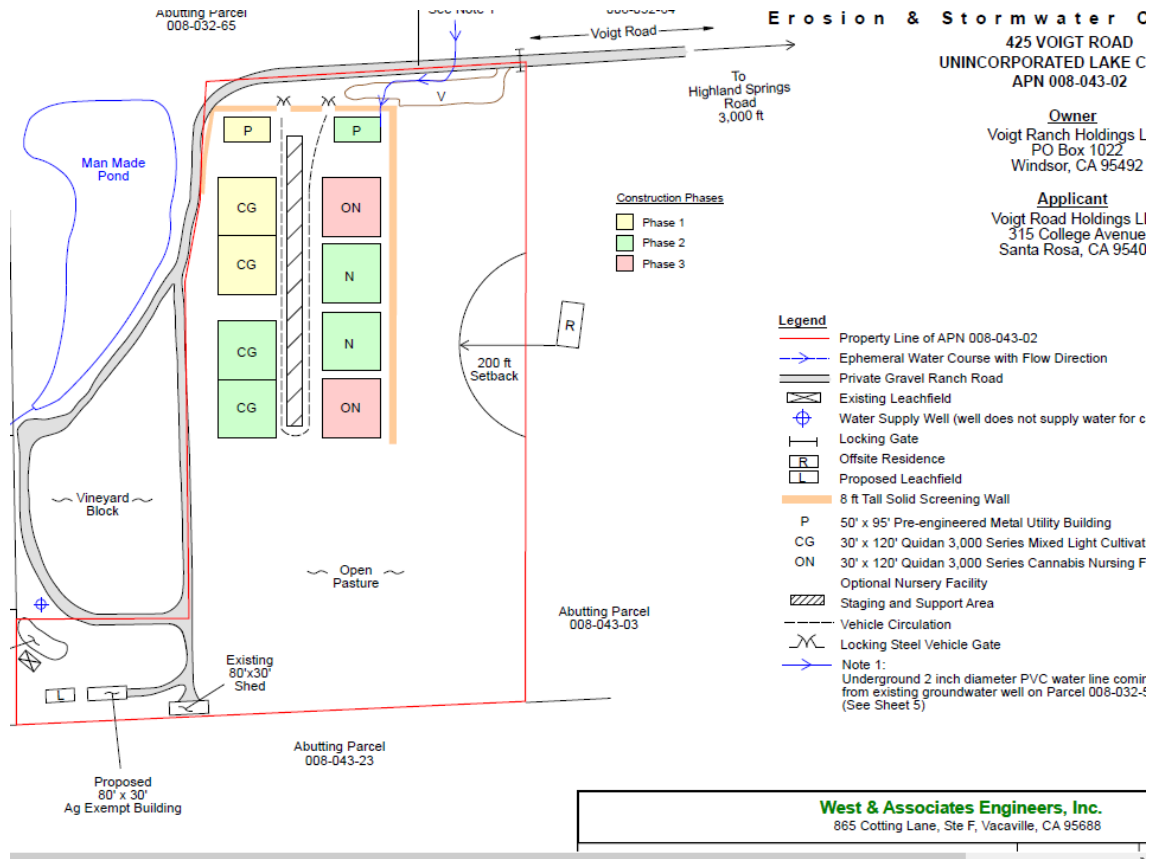 Abutting Parcel
008-032-65
See Note 1
008-032-04
Voigt Road
To
Highland Springs
Road
3,000 ft
Erosion & Stormwater C
425 VOIGT ROAD
UNINCORPORATED LAKE C
APN 008-043-02
Owner
Voigt Ranch Holdings L
PO Box 1022
Windsor, CA 95492
Applicant
Voigt Road Holdings Ll
315 College Avenue
Santa Rosa, CA 9540
Man Made
Pond
V
P
P
CG
ON
CG
N
CG
N
CG
ON
Construction Phases
Phase 1
Phase 2
Phase 3
R
200 ft
Setback
Vineyard
Block
Open
Pasture
Abutting Parcel
008-043-03
Existing
80'x30'
Shed
L
Abutting Parcel
008-043-23
Proposed
80' x 30'
Ag Exempt Building
Legend
Property Line of APN 008-043-02
Ephemeral Water Course with Flow Direction
Private Gravel Ranch Road
Existing Leachfield
Water Supply Well (well does not supply water for c
Locking Gate
R Offsite Residence
L Proposed Leachfield
8 ft Tall Solid Screening Wall
P 50' x 95' Pre-engineered Metal Utility Building
CG 30' x 120' Quidan 3,000 Series Mixed Light Cultivat
ON 30' x 120' Quidan 3,000 Series Cannabis Nursing F
Optional Nursery Facility
Staging and Support Area
Vehicle Circulation
Locking Steel Vehicle Gate
Note 1:
Underground 2 inch diameter PVC water line comin
from existing groundwater well on Parcel 008-032-5
(See Sheet 5)
West & Associates Engineers, Inc.
865 Cotting Lane, Ste F, Vacaville, CA 95688